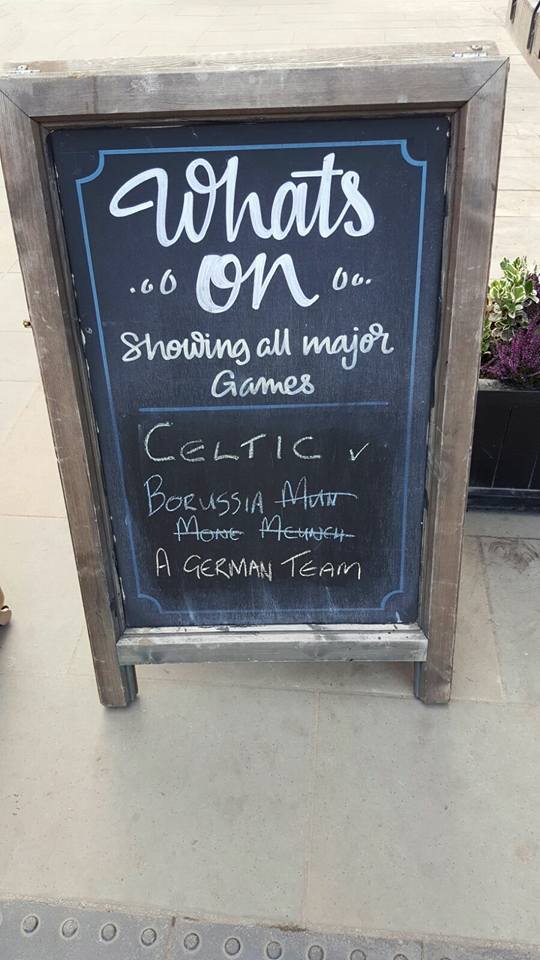 Whats
on
Showing all major
Games
CELTIC ✓
BORUSSIA MUN
MONC MEUNCH
A GERMAN TEAM